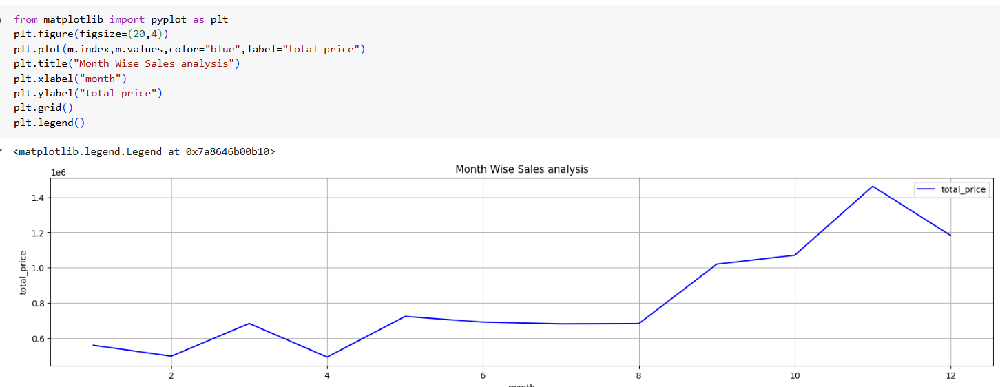 from matplotlib import pyplot as plt
plt.figure(figsize=(20,4))
plt.plot(m.index,m.values,color="blue",label="total_price")
plt.title("Month Wise Sales analysis")
plt.xlabel("month")
plt.ylabel("total_price")
plt.grid()
plt.legend()
<matplotlib.legend.Legend at 0x7a8646b00b10>
Month Wise Sales analysis
1e6
total_price
1.4
1.2
1.0
0.8
0.6
total_price
2 4 6 8 10 12
month